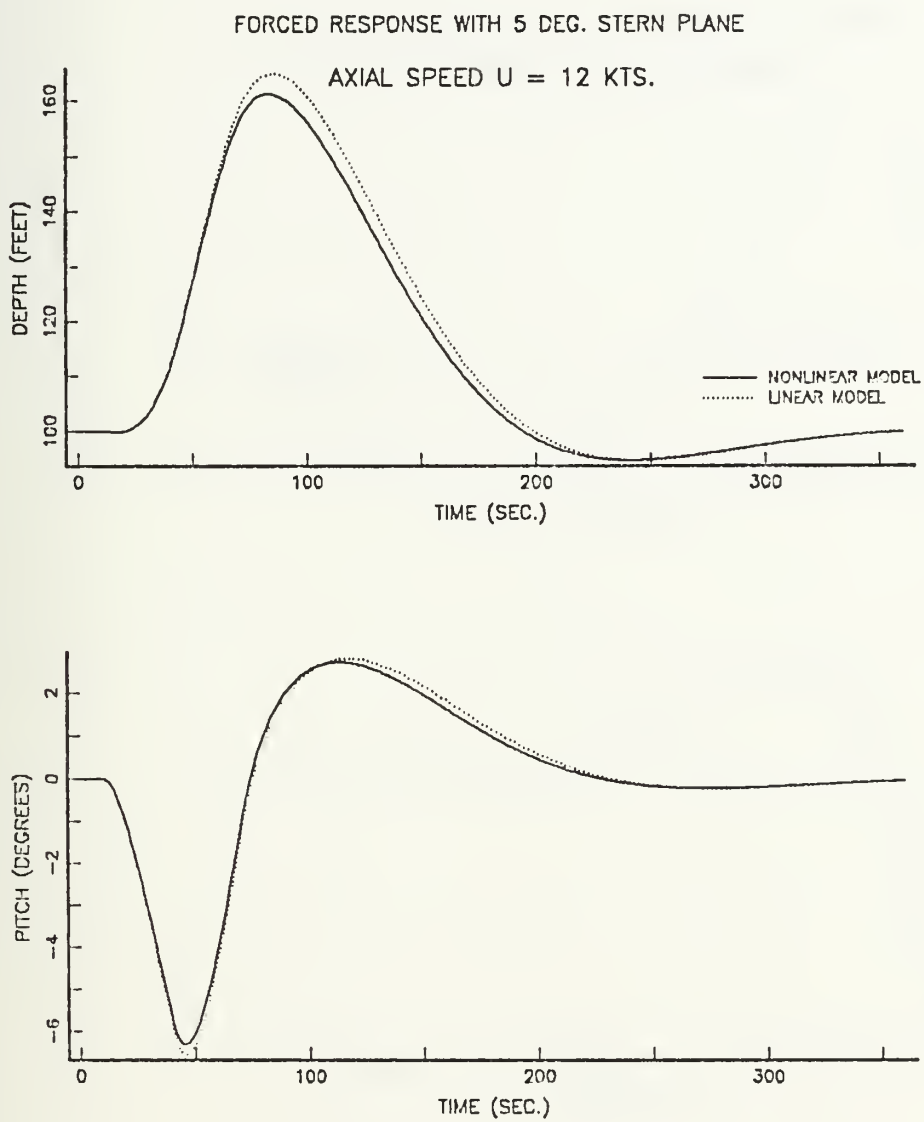 FORCED RESPONSE WITH 5 DEG. STERN PLANE
AXIAL SPEED U = 12 KTS.
DEPTH (FEET)
160
140
120
100
NONLINEAR MODEL
LINEAR MODEL
0 100 200 300
TIME (SEC.)
PITCH (DEGREES)
2
0
-2
-4
-6
0 100 200 300
TIME (SEC.)